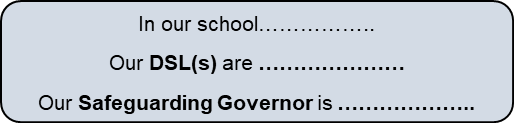 In our school…………….
Our DSL(s) are …………………
Our Safeguarding Governor is ………………..